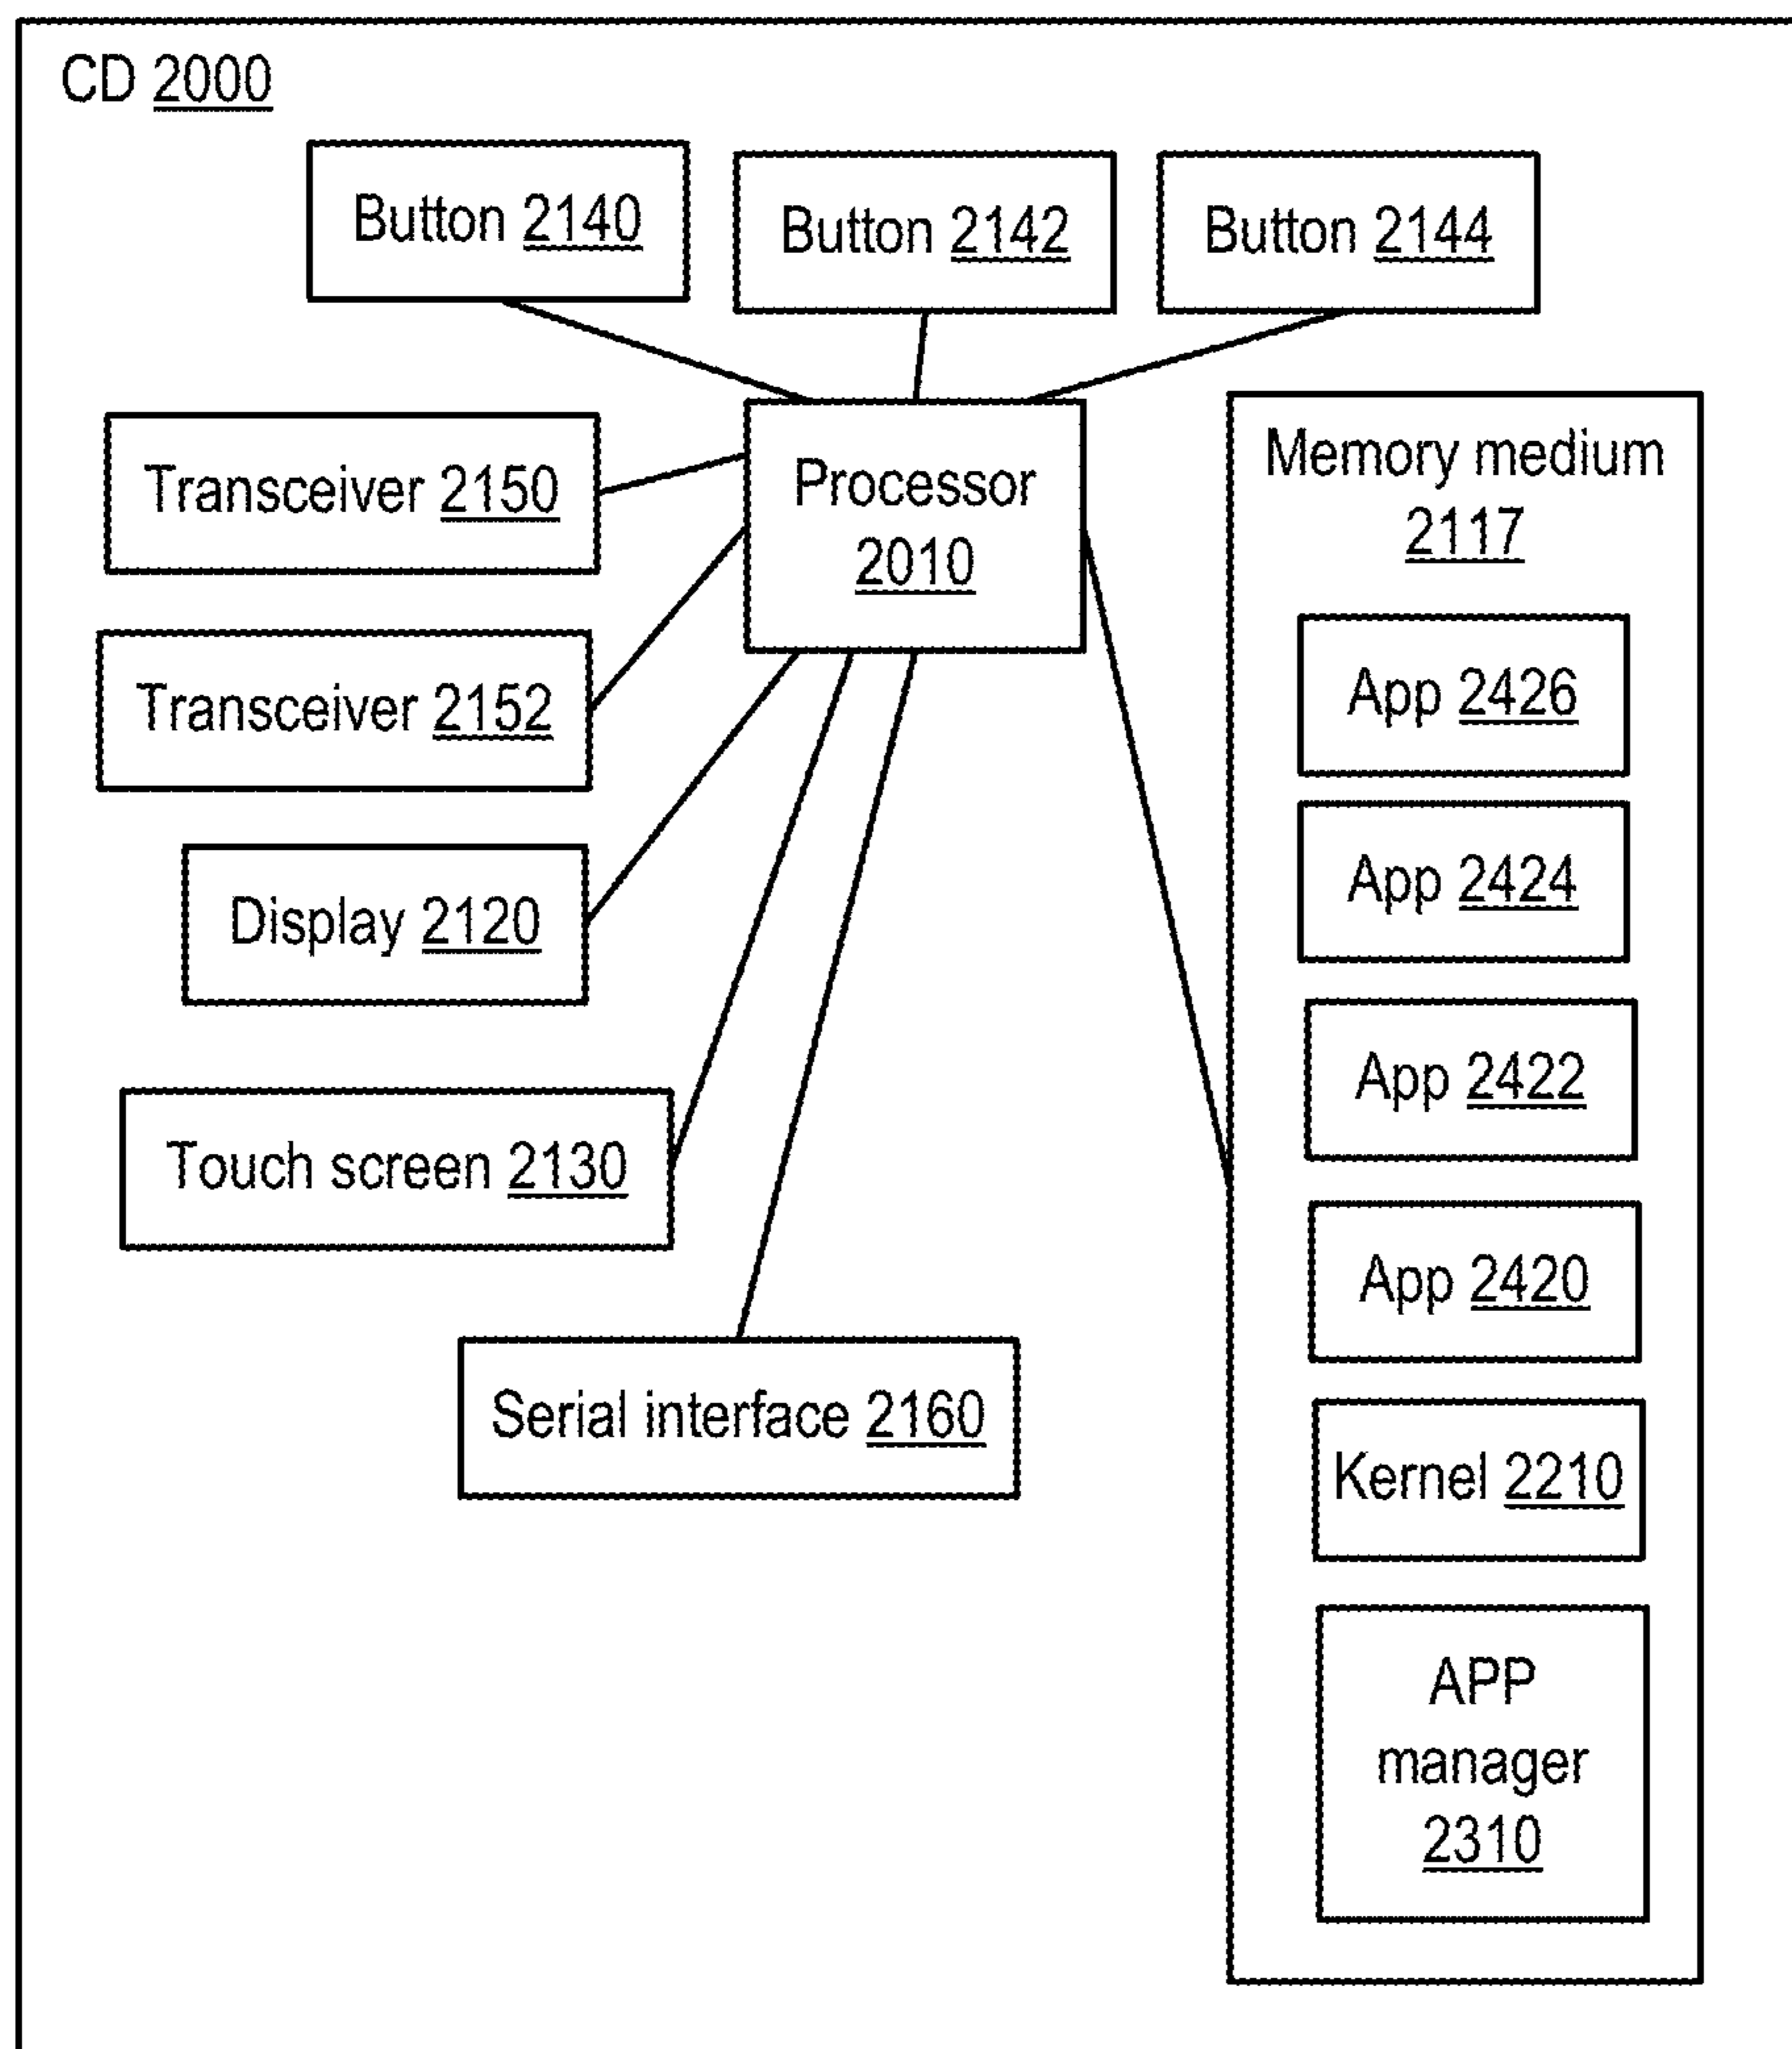 CD 2000
Button 2140
Button 2142
Button 2144
Transceiver 2150
Processor
2010
Memory medium
2117
Transceiver 2152
App 2426
Display 2120
App 2424
Touch screen 2130
App 2422
App 2420
Serial interface 2160
Kernel 2210
APP
manager
2310